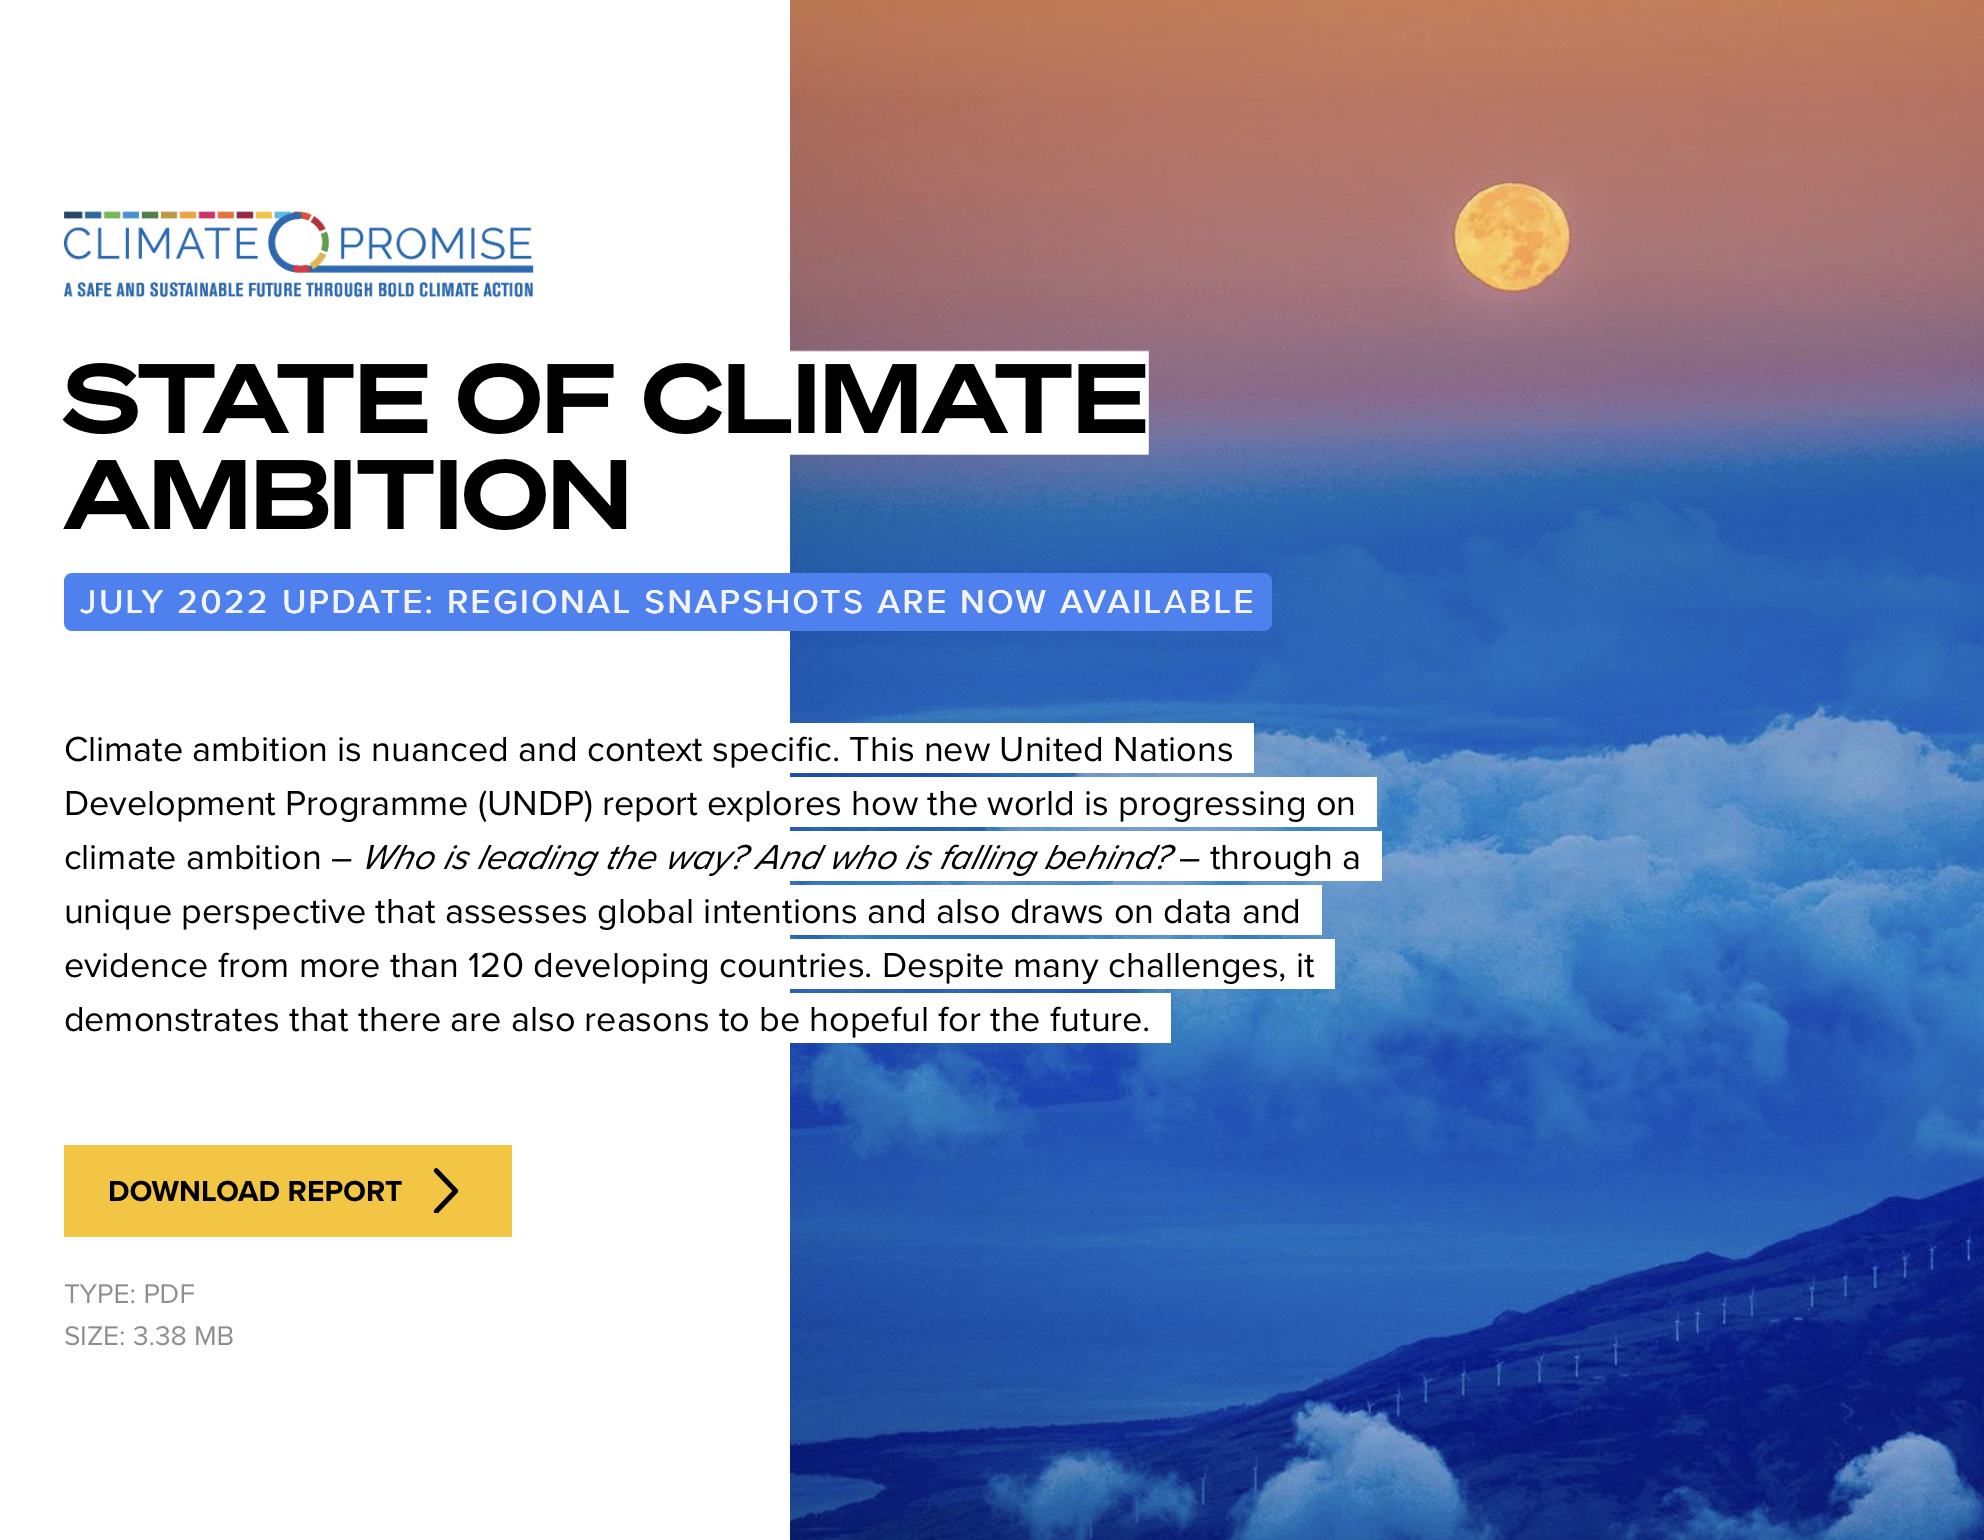 CLIMATE PROMISE
A SAFE AND SUSTAINABLE FUTURE THROUGH BOLD CLIMATE ACTION
STATE OF CLIMATE
AMBITION
JULY 2022 UPDATE: REGIONAL SNAPSHOTS ARE NOW AVAILABLE
Climate ambition is nuanced and context specific. This new United Nations
Development Programme (UNDP) report explores how the world is progressing on
climate ambition – Who is leading the way? And who is falling behind? – through a
unique perspective that assesses global intentions and also draws on data and
evidence from more than 120 developing countries. Despite many challenges, it
demonstrates that there are also reasons to be hopeful for the future.
DOWNLOAD REPORT
TYPE: PDF
SIZE: 3.38 MB